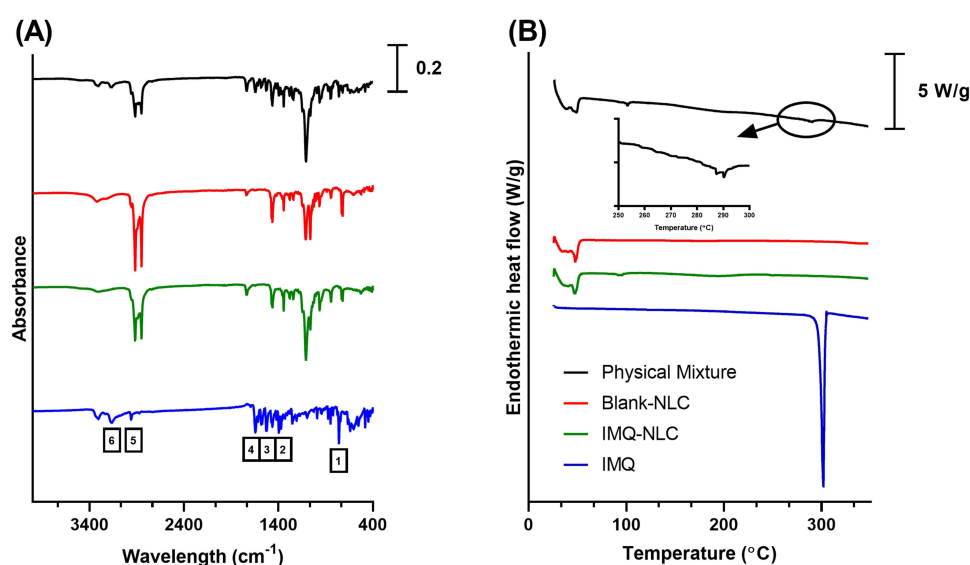 (A)
0.2
Absorbance
6
5
4
3
2
1
3400
2400
1400
400
Wavelength (cm⁻¹)
(B)
5 W/g
Endothermic heat flow (W/g)
250
260
270
280
290
300
Temperature (°C)
Physical Mixture
Blank-NLC
IMQ-NLC
IMQ
0
100
200
300
Temperature (°C)